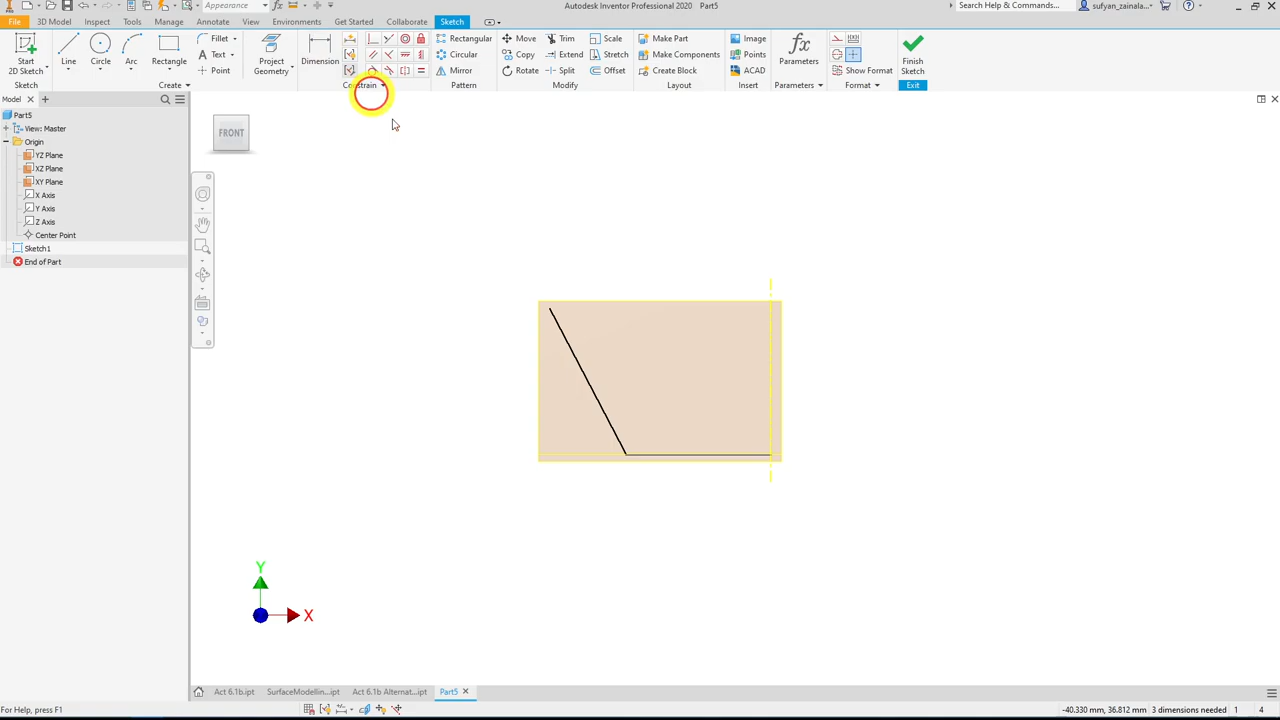 Appearance
Autodesk Inventor Professional 2020 Part5
Search Help & Commands...
sufyan_zainala...
File 3D Model Inspect Tools Manage Annotate View Environments Get Started Collaborate Sketch
Start 2D Sketch Line Circle Arc Rectangle
Fillet
Text
Point
Project Geometry
Dimension
Rectangular
Circular
Mirror
Move Trim Scale
Copy Extend Stretch
Rotate Split Offset
Make Part
Make Components
Create Block
Image
Points
ACAD
Parameters
Show Format
Finish Sketch
Sketch Create Constrain Pattern Modify Layout Insert Parameters Format Exit
Model
Part5
View: Master
Origin
YZ Plane
XZ Plane
XY Plane
X Axis
Y Axis
Z Axis
Center Point
Sketch1
End of Part
FRONT
Y
X
Act 6.1b.ipt SurfaceModellin...ipt Act 6.1b Alternat...ipt Part5
For Help, press F1
-40.330 mm, 36.812 mm 3 dimensions needed 1 4